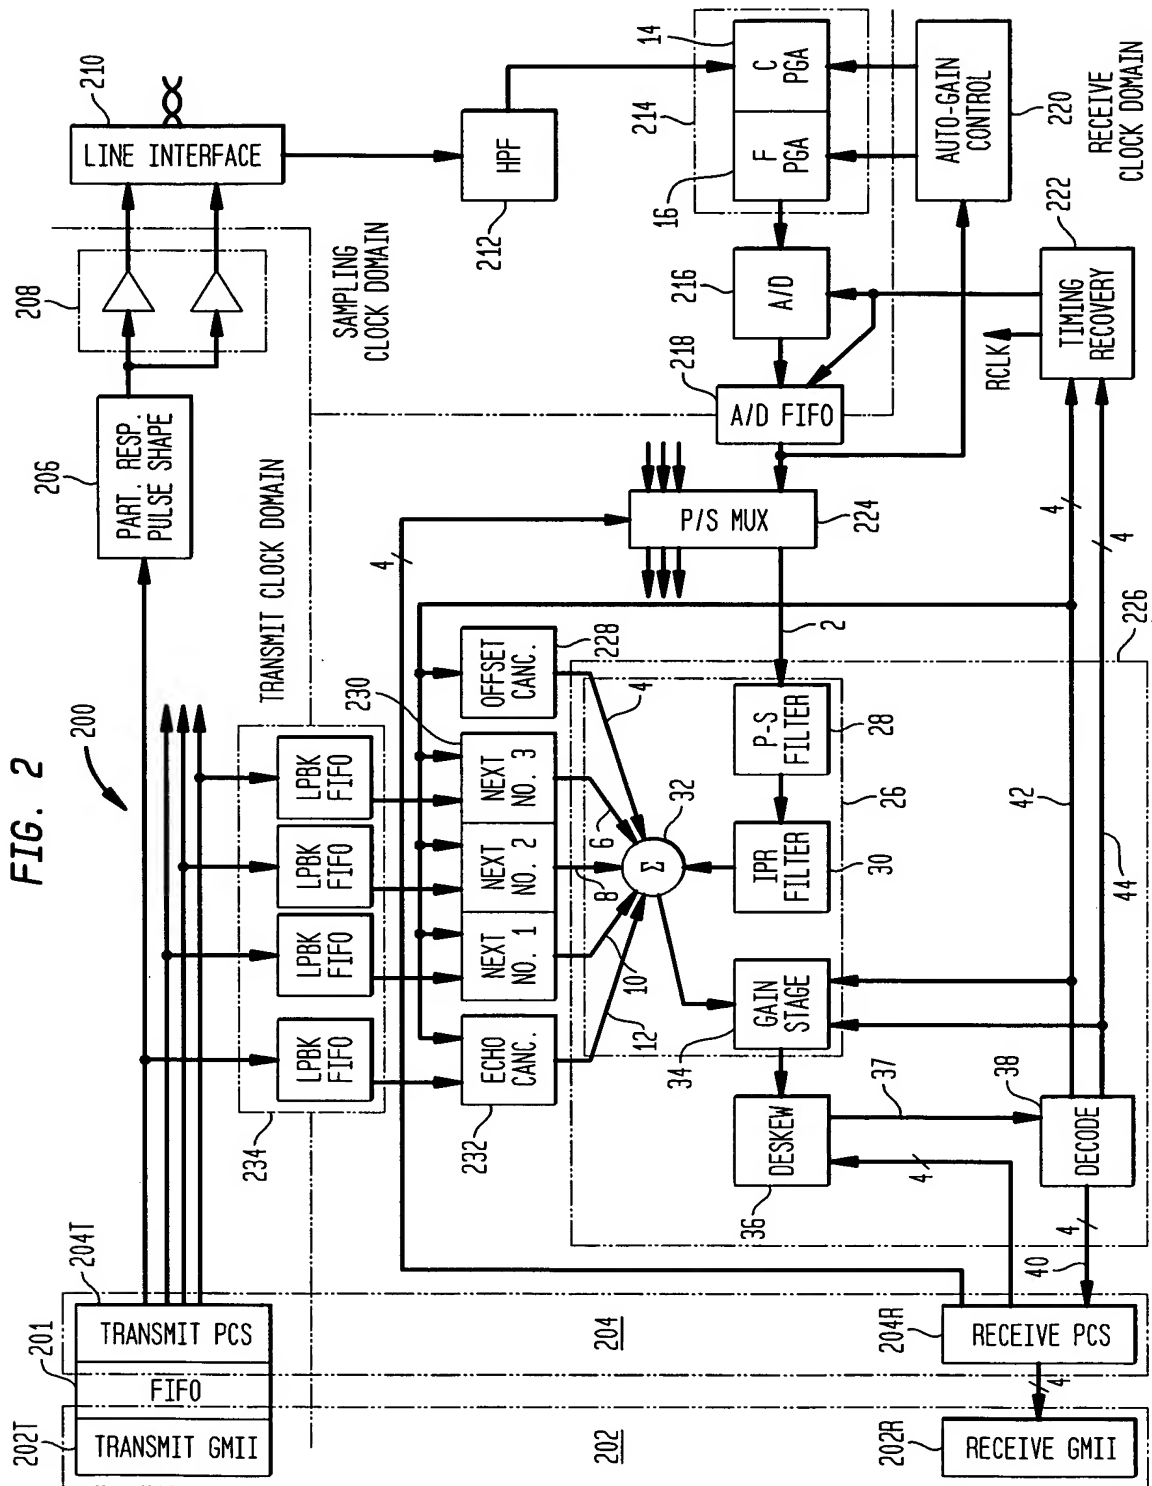 FIG. 2
200
202T
TRANSMIT GMII
201
FIFO
204T
TRANSMIT PCS
206
PART. RESP.
PULSE SHAPE
208
210
LINE INTERFACE
TRANSMIT CLOCK DOMAIN
SAMPLING
CLOCK DOMAIN
234
LPBK
FIFO
LPBK
FIFO
LPBK
FIFO
LPBK
FIFO
4
232
ECHO
CANC.
NEXT
NO. 1
NEXT
NO. 2
NEXT
NO. 3
230
OFFSET
CANC.
228
212
HPF
12
10
8
6
4
Σ
32
P/S MUX
224
2
A/D FIFO
218
216
A/D
214
16
F
PGA
C
PGA
14
34
GAIN
STAGE
IPR
FILTER
30
P-S
FILTER
28
26
36
DESKEW
37
4
AUTO-GAIN
CONTROL
220
RECEIVE
CLOCK DOMAIN
RCLK
TIMING
RECOVERY
222
38
DECODE
42
44
4
4
226
40
4
202
204
204R
RECEIVE PCS
4
202R
RECEIVE GMII